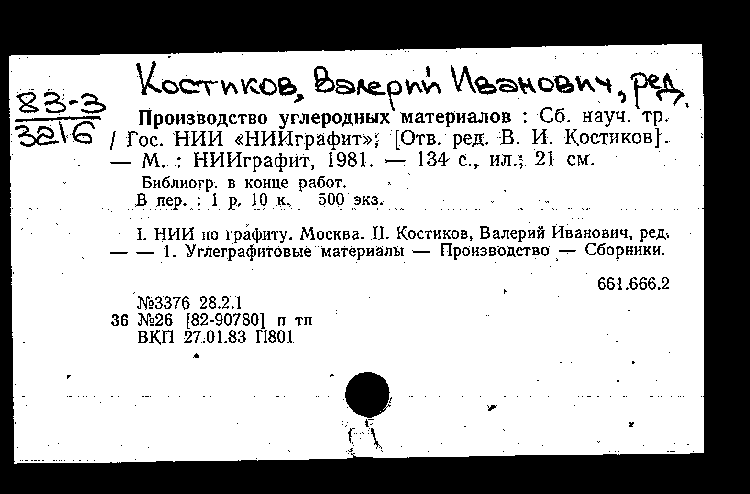 Костиков, Валерий Иванович, ред.
83-3
3216
Производство углеродных материалов : Сб. науч. тр.
/ Гос. НИИ «НИИграфит»; [Отв. ред. В. И. Костиков].
— М. : НИИграфит, 1981. — 134 с., ил.; 21 см.
Библиогр. в конце работ.
В пер. : 1 р. 10 к. 500 экз.
I. НИИ по графиту. Москва. II. Костиков, Валерий Иванович, ред.
— — 1. Углеграфитовые материалы — Производство — Сборники.
661.666.2
№3376 28.2.1
36 №26 [82-90780] п тп
ВКП 27.01.83 П801